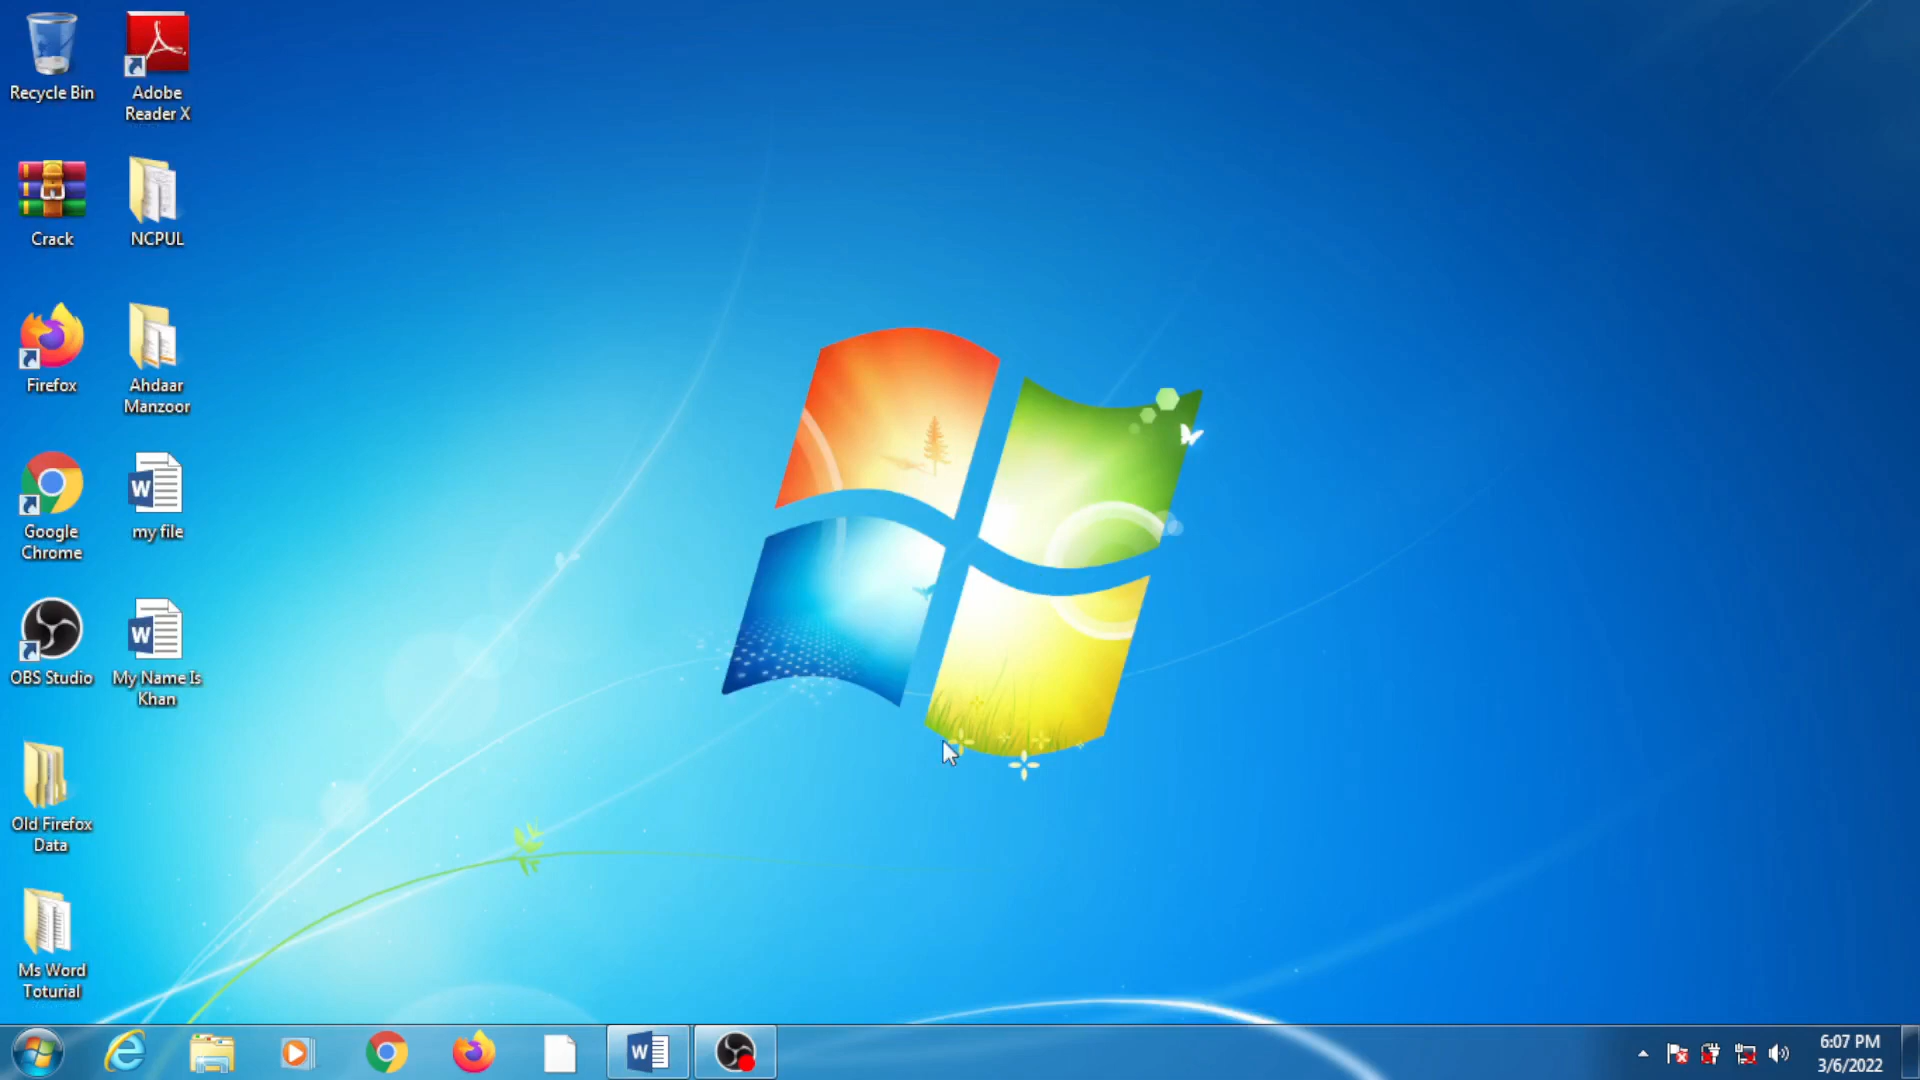 Recycle Bin
Adobe
Reader X
Crack
NCPUL
Firefox
Ahdaar
Manzoor
Google
Chrome
my file
OBS Studio
My Name Is
Khan
Old Firefox
Data
Ms Word
Toturial
W
W
W
6:07 PM
3/6/2022